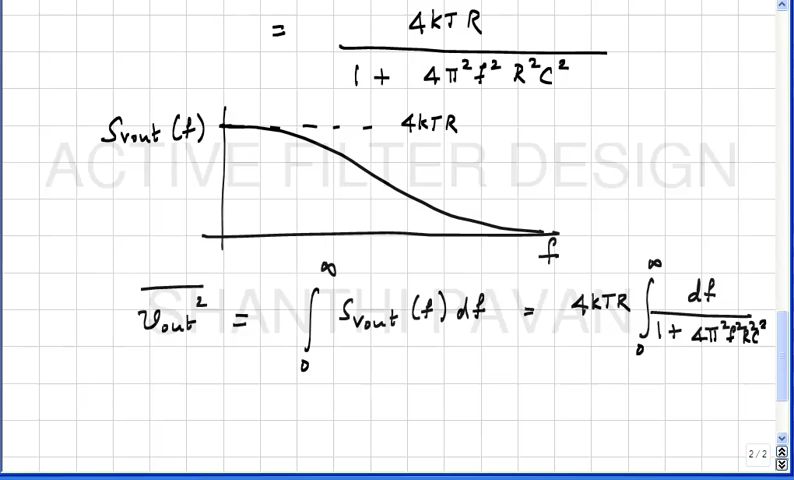 = 4kTR / (1 + 4π²f² R²C²)
Svout (f)
4kTR
ACTIVE FILTER DESIGN
f
vout² = ∫₀^∞ Svout (f) df = 4kTR ∫₀^∞ df / (1 + 4π²f²R²C²)
SHANTHI PAVAN
2 / 2